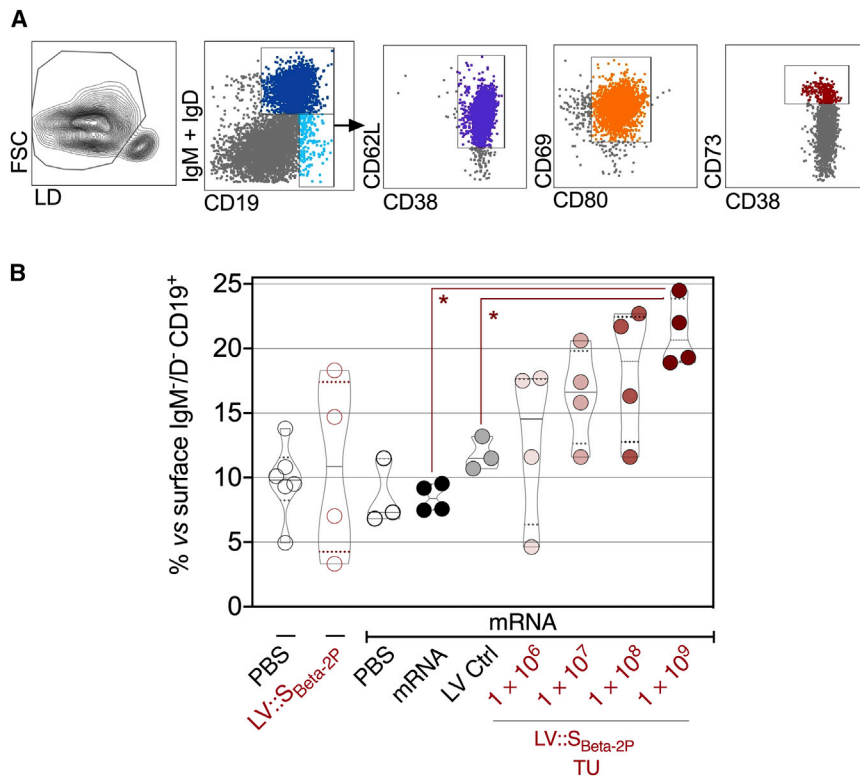 A
FSC
LD
IgM + IgD
CD19
CD62L
CD38
CD69
CD80
CD73
CD38
B
% vs surface IgM⁻/D⁻ CD19⁺
25
20
15
10
5
0
*
*
mRNA
–
PBS
–
LV::S_Beta-2P
PBS
mRNA
LV Ctrl
1 × 10⁶
1 × 10⁷
1 × 10⁸
1 × 10⁹
LV::S_Beta-2P
TU